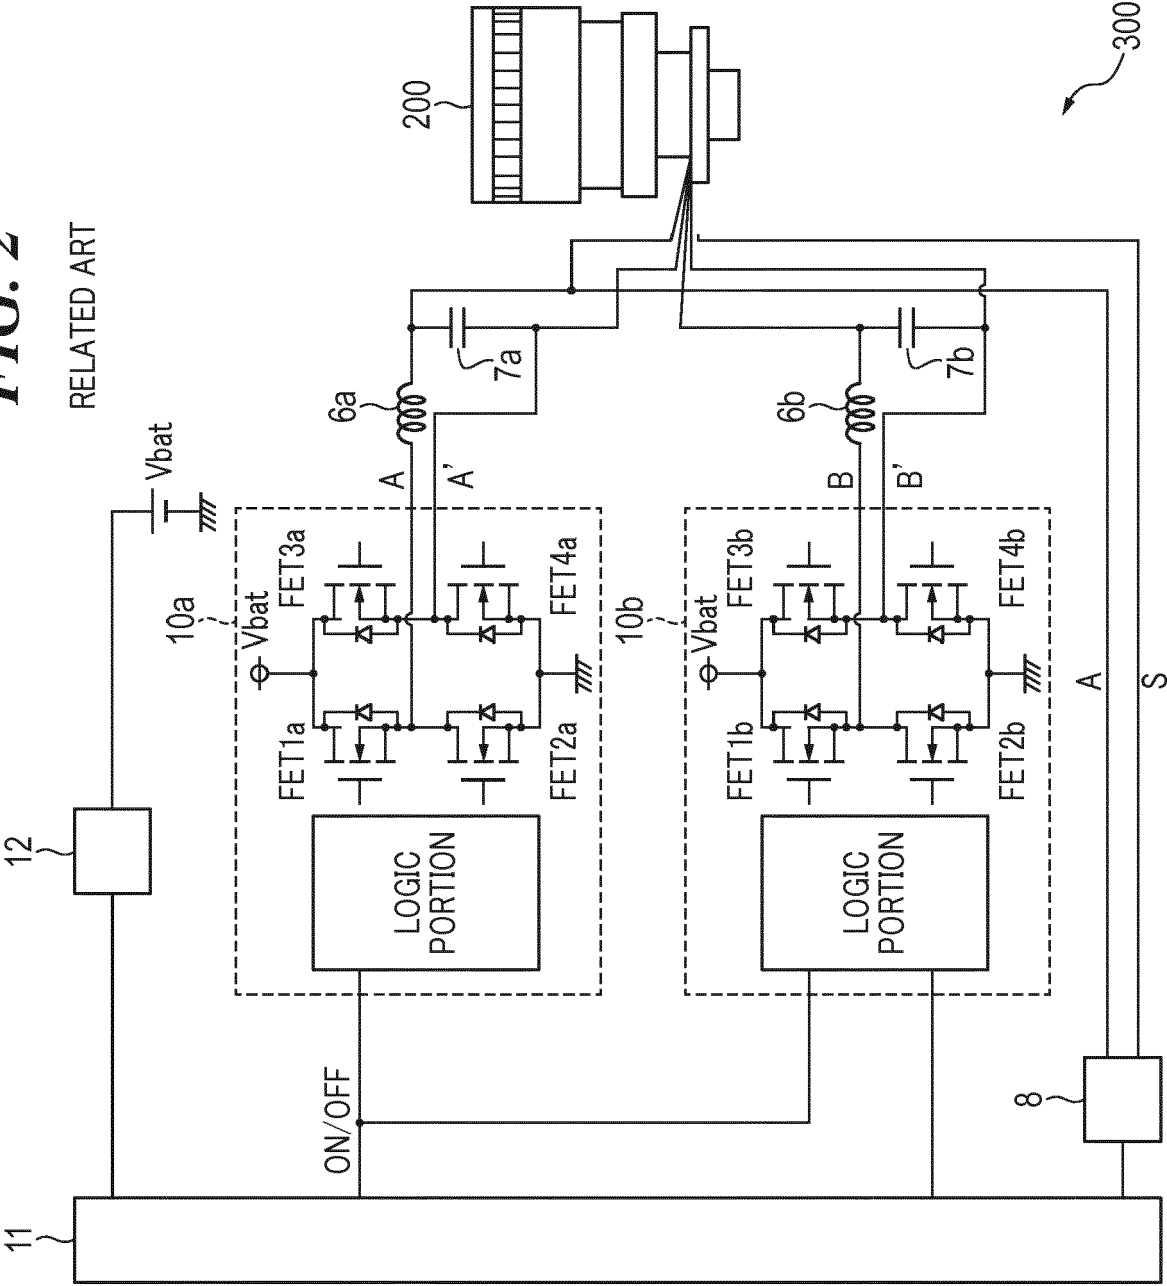 FIG. 2
RELATED ART
300
200
11
12
Vbat
10a
Vbat
FET1a
FET3a
FET2a
FET4a
LOGIC
PORTION
ON/OFF
A
A'
6a
7a
10b
Vbat
FET1b
FET3b
FET2b
FET4b
LOGIC
PORTION
B
B'
6b
7b
A
S
8